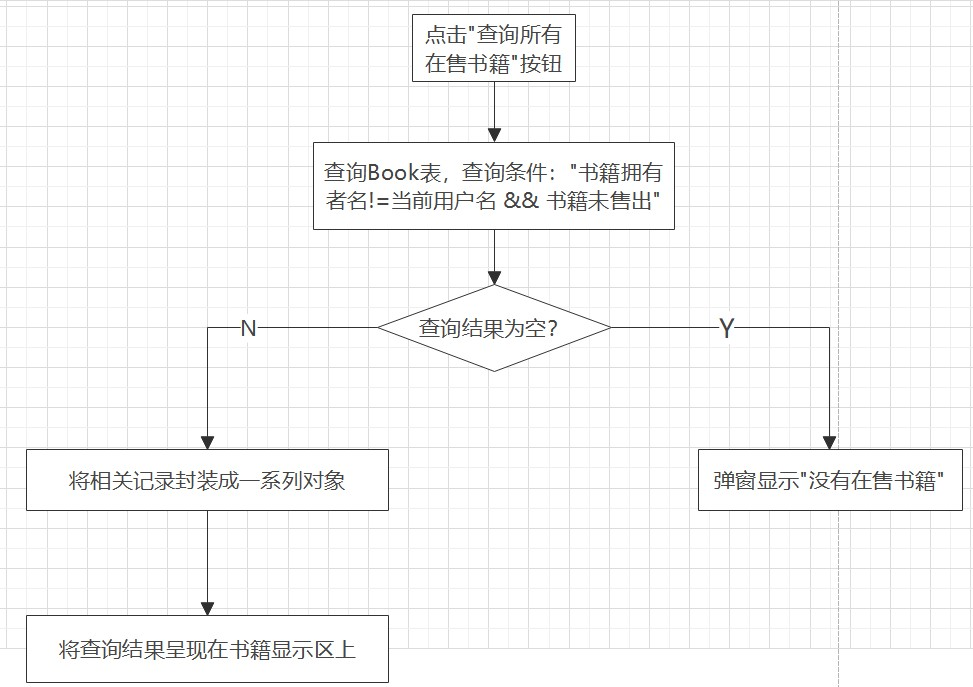 点击"查询所有
在售书籍"按钮
查询Book表，查询条件："书籍拥有
者名!=当前用户名 && 书籍未售出"
查询结果为空?
N
Y
将相关记录封装成一系列对象
弹窗显示"没有在售书籍"
将查询结果呈现在书籍显示区上